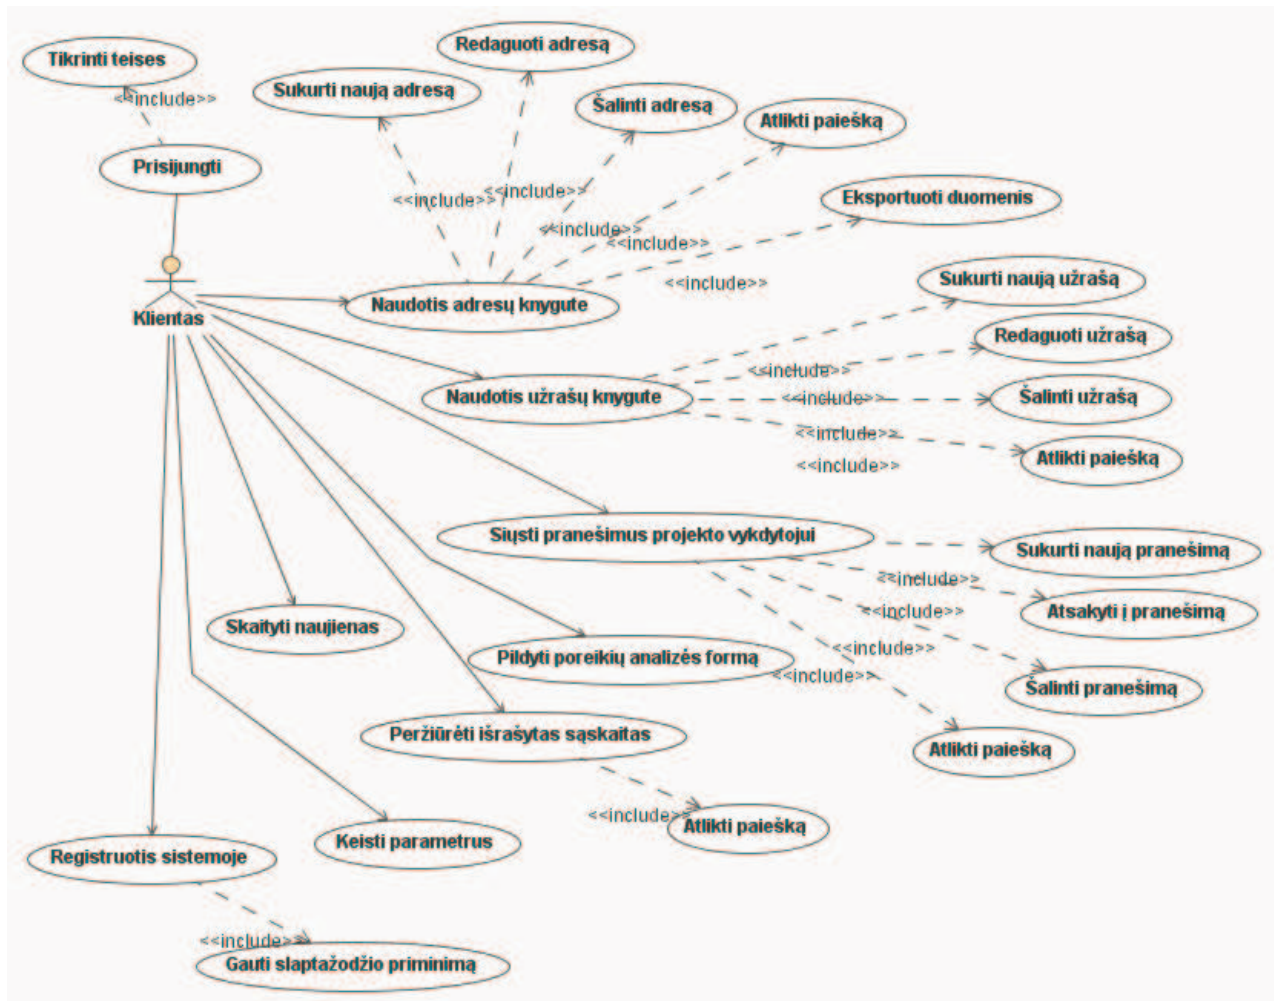 Redaguoti adresą
Tikrinti teises
Sukurti naują adresą
<<include>>
Šalinti adresą
Atlikti paiešką
Prisijungti
<<include>>
<<include>>
Eksportuoti duomenis
<<include>>
<<include>>
<<include>>
Sukurti naują užrašą
Naudotis adresų knygute
Klientas
Redaguoti užrašą
<<include>>
Naudotis užrašų knygute
<<include>>
Šalinti užrašą
<<include>>
Atlikti paiešką
<<include>>
Siųsti pranešimus projekto vykdytojui
Sukurti naują pranešimą
<<include>>
Atsakyti į pranešimą
<<include>>
Skaityti naujienas
<<include>>
Pildyti poreikių analizės formą
<<include>>
Šalinti pranešimą
Peržiūrėti išrašytas sąskaitas
Atlikti paiešką
<<include>>
Atlikti paiešką
Keisti parametrus
Registruotis sistemoje
<<include>>
Gauti slaptažodžio priminimą